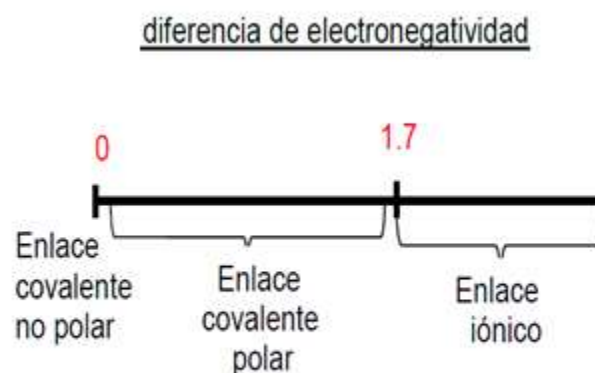 diferencia de electronegatividad
0
1.7
Enlace
covalente
no polar
Enlace
covalente
polar
Enlace
iónico